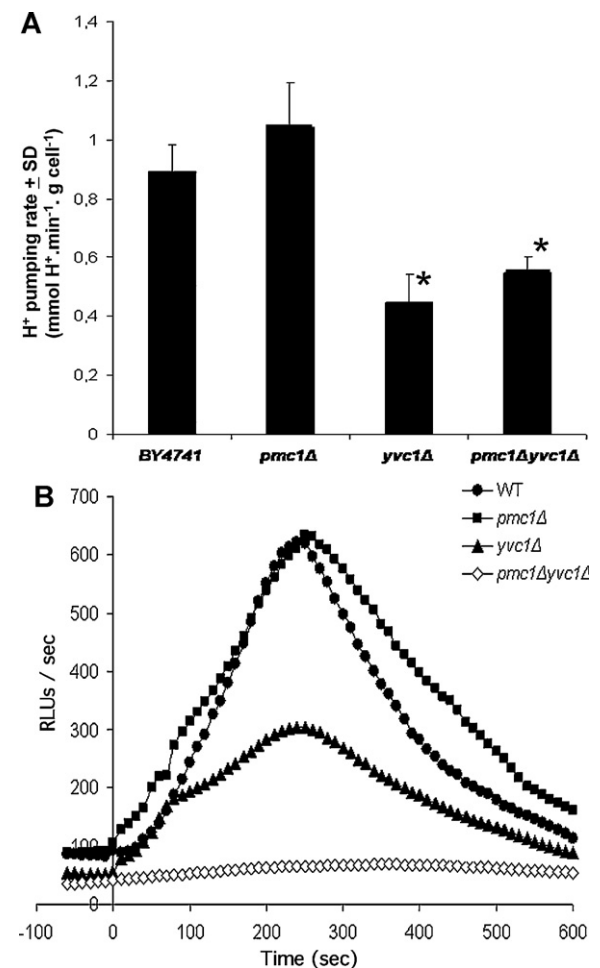 A
H⁺ pumping rate ± SD
(mmol H⁺.min⁻¹. g cell⁻¹)
1,4
1,2
1
0,8
0,6
0,4
0,2
0
*
*
BY4741 pmc1Δ yvc1Δ pmc1Δyvc1Δ
B
RLUs / sec
700
600
500
400
300
200
100
0
WT
pmc1Δ
yvc1Δ
pmc1Δyvc1Δ
-100 0 100 200 300 400 500 600
Time (sec)